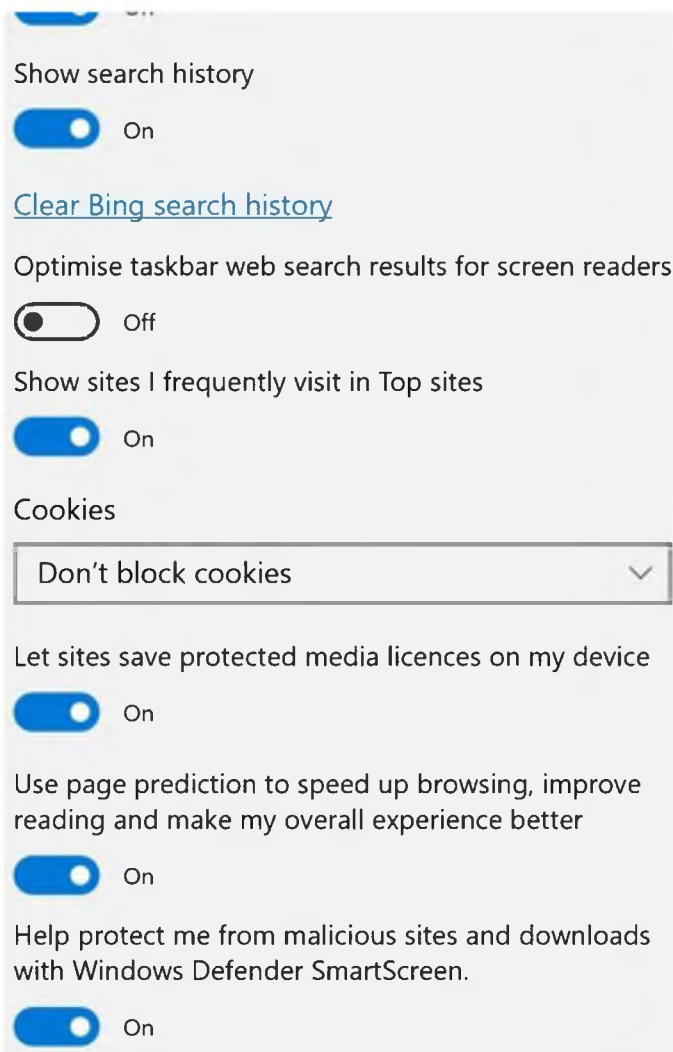 Show search history
On
Clear Bing search history
Optimise taskbar web search results for screen readers
Off
Show sites I frequently visit in Top sites
On
Cookies
Don't block cookies
Let sites save protected media licences on my device
On
Use page prediction to speed up browsing, improve
reading and make my overall experience better
On
Help protect me from malicious sites and downloads
with Windows Defender SmartScreen.
On